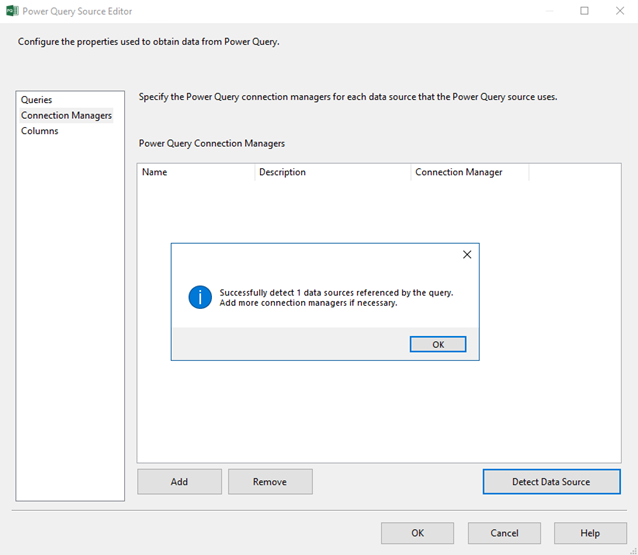 Power Query Source Editor
Configure the properties used to obtain data from Power Query.
Queries
Connection Managers
Columns
Specify the Power Query connection managers for each data source that the Power Query source uses.
Power Query Connection Managers
Name Description Connection Manager
Successfully detect 1 data sources referenced by the query.
Add more connection managers if necessary.
OK
Add Remove Detect Data Source
OK Cancel Help